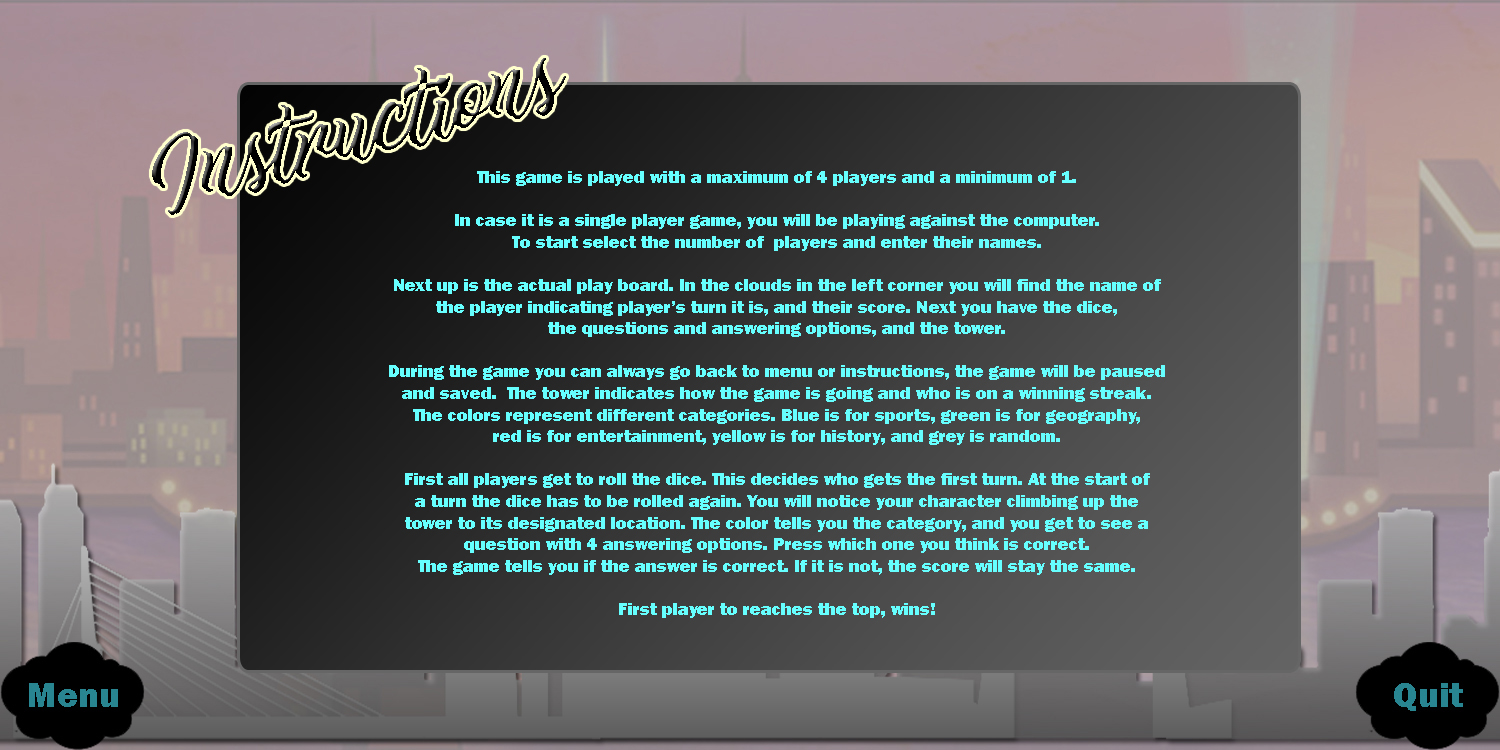 Instructions
This game is played with a maximum of 4 players and a minimum of 1.
In case it is a single player game, you will be playing against the computer.
To start select the number of  players and enter their names.
Next up is the actual play board. In the clouds in the left corner you will find the name of
the player indicating player's turn it is, and their score. Next you have the dice,
the questions and answering options, and the tower.
During the game you can always go back to menu or instructions, the game will be paused
and saved.  The tower indicates how the game is going and who is on a winning streak.
The colors represent different categories. Blue is for sports, green is for geography,
red is for entertainment, yellow is for history, and grey is random.
First all players get to roll the dice. This decides who gets the first turn. At the start of
a turn the dice has to be rolled again. You will notice your character climbing up the
tower to its designated location. The color tells you the category, and you get to see a
question with 4 answering options. Press which one you think is correct.
The game tells you if the answer is correct. If it is not, the score will stay the same.
First player to reaches the top, wins!
Menu
Quit